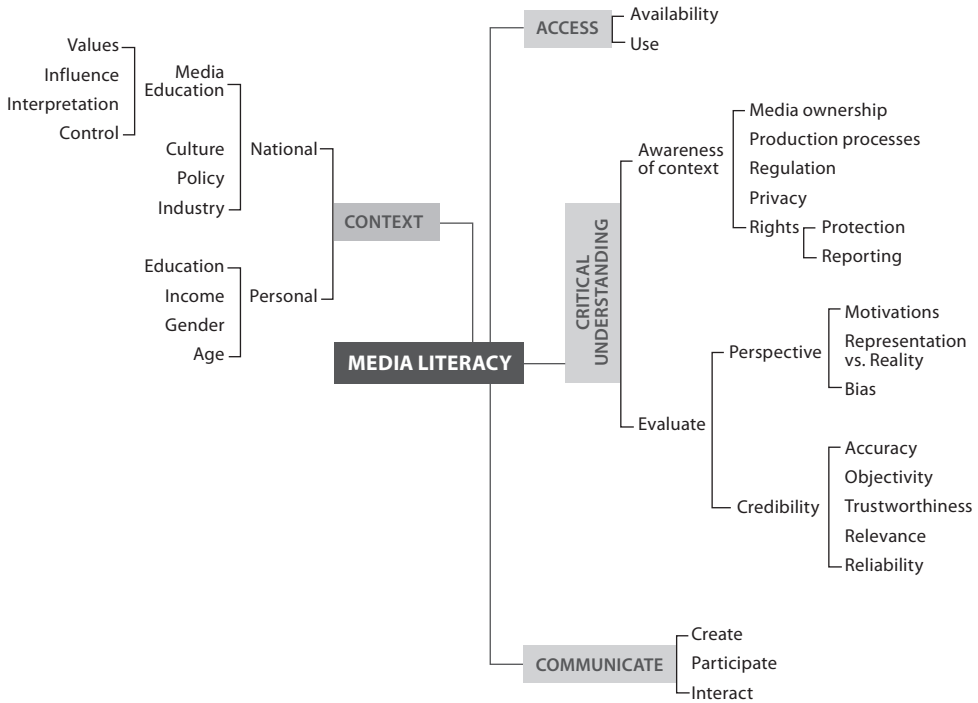 ACCESS
Availability
Use
Values
Influence
Interpretation
Control
Media
Education
Culture
Policy
Industry
National
CONTEXT
Education
Income
Gender
Age
Personal
MEDIA LITERACY
CRITICAL
UNDERSTANDING
Awareness
of context
Media ownership
Production processes
Regulation
Privacy
Rights
Protection
Reporting
Evaluate
Perspective
Motivations
Representation
vs. Reality
Bias
Credibility
Accuracy
Objectivity
Trustworthiness
Relevance
Reliability
COMMUNICATE
Create
Participate
Interact